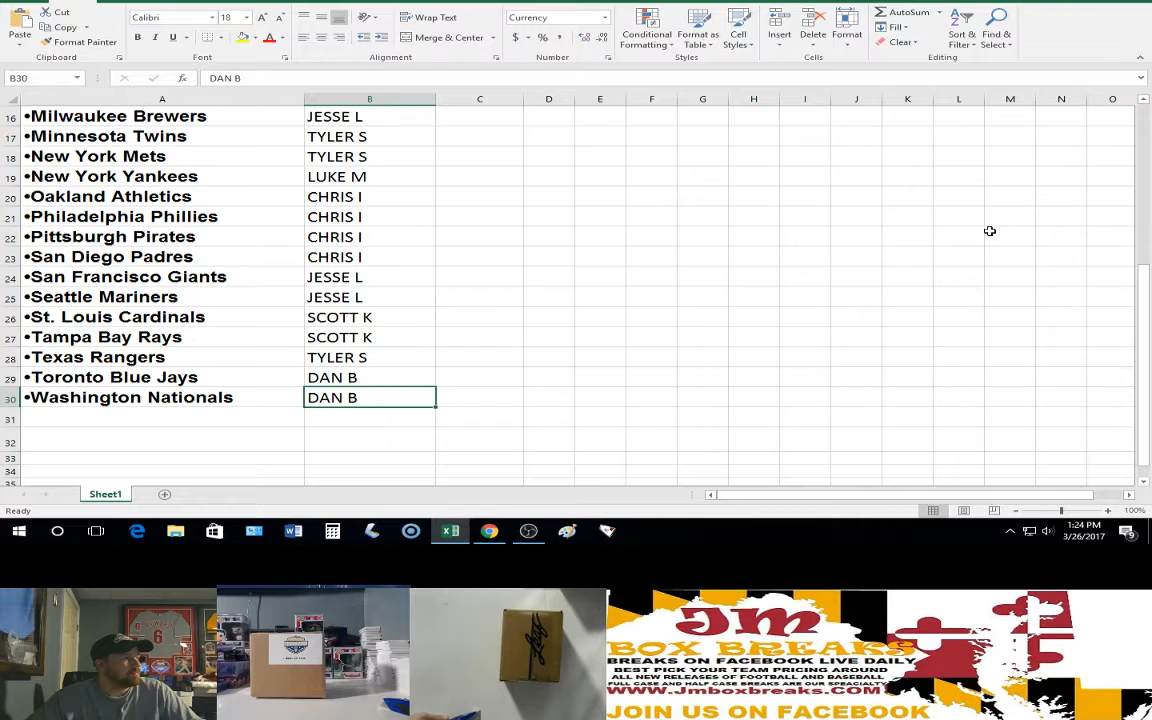 Cut
Calibri 18 Wrap Text Currency AutoSum
Copy Fill
Paste Format Painter B I U Merge & Center $ % Conditional Formatting Format as Table Cell Styles Insert Delete Format Clear Sort & Filter Find & Select
Clipboard Font Alignment Number Styles Cells Editing
B30 fx DAN B
A B C D E F G H I J K L M N O
16 •Milwaukee Brewers JESSE L
17 •Minnesota Twins TYLER S
18 •New York Mets TYLER S
19 •New York Yankees LUKE M
20 •Oakland Athletics CHRIS I
21 •Philadelphia Phillies CHRIS I
22 •Pittsburgh Pirates CHRIS I
23 •San Diego Padres CHRIS I
24 •San Francisco Giants JESSE L
25 •Seattle Mariners JESSE L
26 •St. Louis Cardinals SCOTT K
27 •Tampa Bay Rays SCOTT K
28 •Texas Rangers TYLER S
29 •Toronto Blue Jays DAN B
30 •Washington Nationals DAN B
31
32
33
34
35
Sheet1
Ready 100%
1:24 PM
3/26/2017
9
6
JM
BOX BREAKS
BREAKS ON FACEBOOK LIVE DAILY
BEST PICK YOUR TEAM PRICING AROUND
ALL NEW RELEASES OF FOOTBALL AND BASEBALL
FULL CASE AND HALF CASE BREAKS ARE OUR SPECIALTY
WWW.JMBOXBREAKS.COM
JOIN US ON FACEBOOK